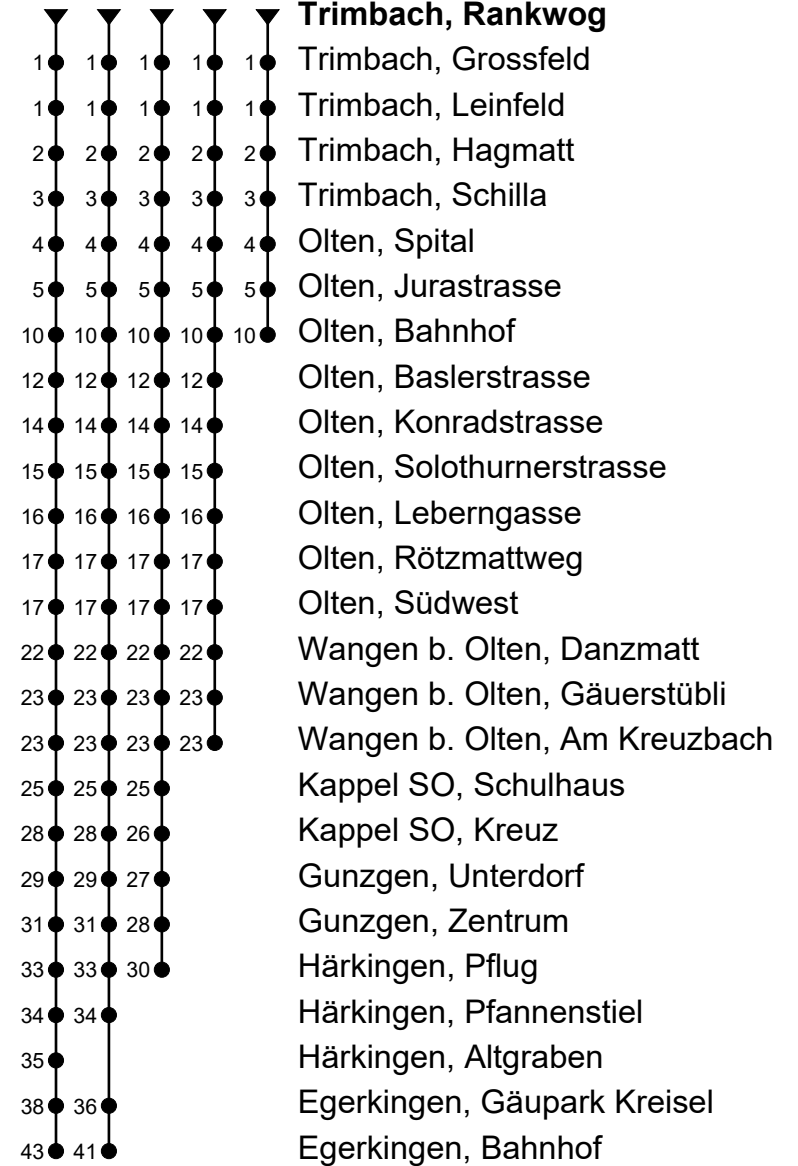 Trimbach, Rankwog
1 1 1 1 1 Trimbach, Grossfeld
1 1 1 1 1 Trimbach, Leinfeld
2 2 2 2 2 Trimbach, Hagmatt
3 3 3 3 3 Trimbach, Schilla
4 4 4 4 4 Olten, Spital
5 5 5 5 5 Olten, Jurastrasse
10 10 10 10 10 Olten, Bahnhof
12 12 12 12 Olten, Baslerstrasse
14 14 14 14 Olten, Konradstrasse
15 15 15 15 Olten, Solothurnerstrasse
16 16 16 16 Olten, Leberngasse
17 17 17 17 Olten, Rötzmattweg
17 17 17 17 Olten, Südwest
22 22 22 22 Wangen b. Olten, Danzmatt
23 23 23 23 Wangen b. Olten, Gäuerstübli
23 23 23 23 Wangen b. Olten, Am Kreuzbach
25 25 25 Kappel SO, Schulhaus
28 28 26 Kappel SO, Kreuz
29 29 27 Gunzgen, Unterdorf
31 31 28 Gunzgen, Zentrum
33 33 30 Härkingen, Pflug
34 34 Härkingen, Pfannenstiel
35 Härkingen, Altgraben
38 36 Egerkingen, Gäupark Kreisel
43 41 Egerkingen, Bahnhof